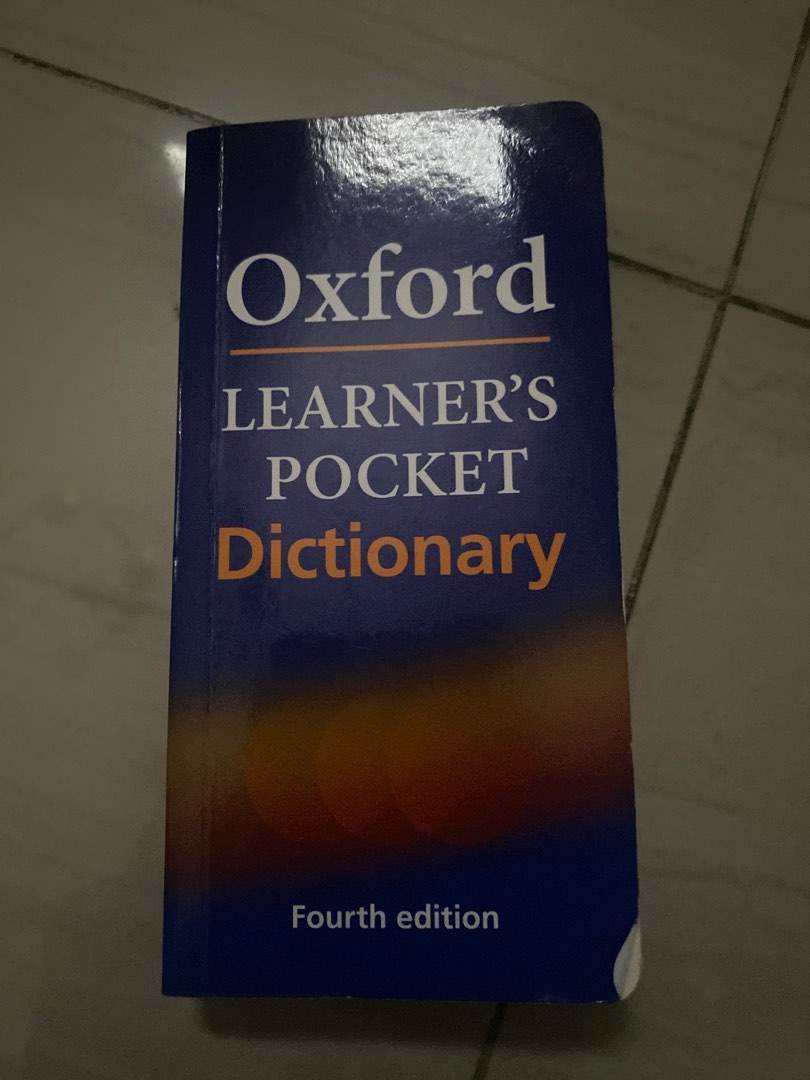 Oxford
LEARNER'S
POCKET
Dictionary
Fourth edition